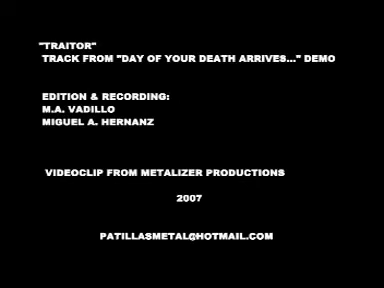 "TRAITOR"
TRACK FROM "DAY OF YOUR DEATH ARRIVES..." DEMO
EDITION & RECORDING:
M.A. VADILLO
MIGUEL A. HERNANZ
VIDEOCLIP FROM METALIZER PRODUCTIONS
2007
PATILLASMETAL@HOTMAIL.COM